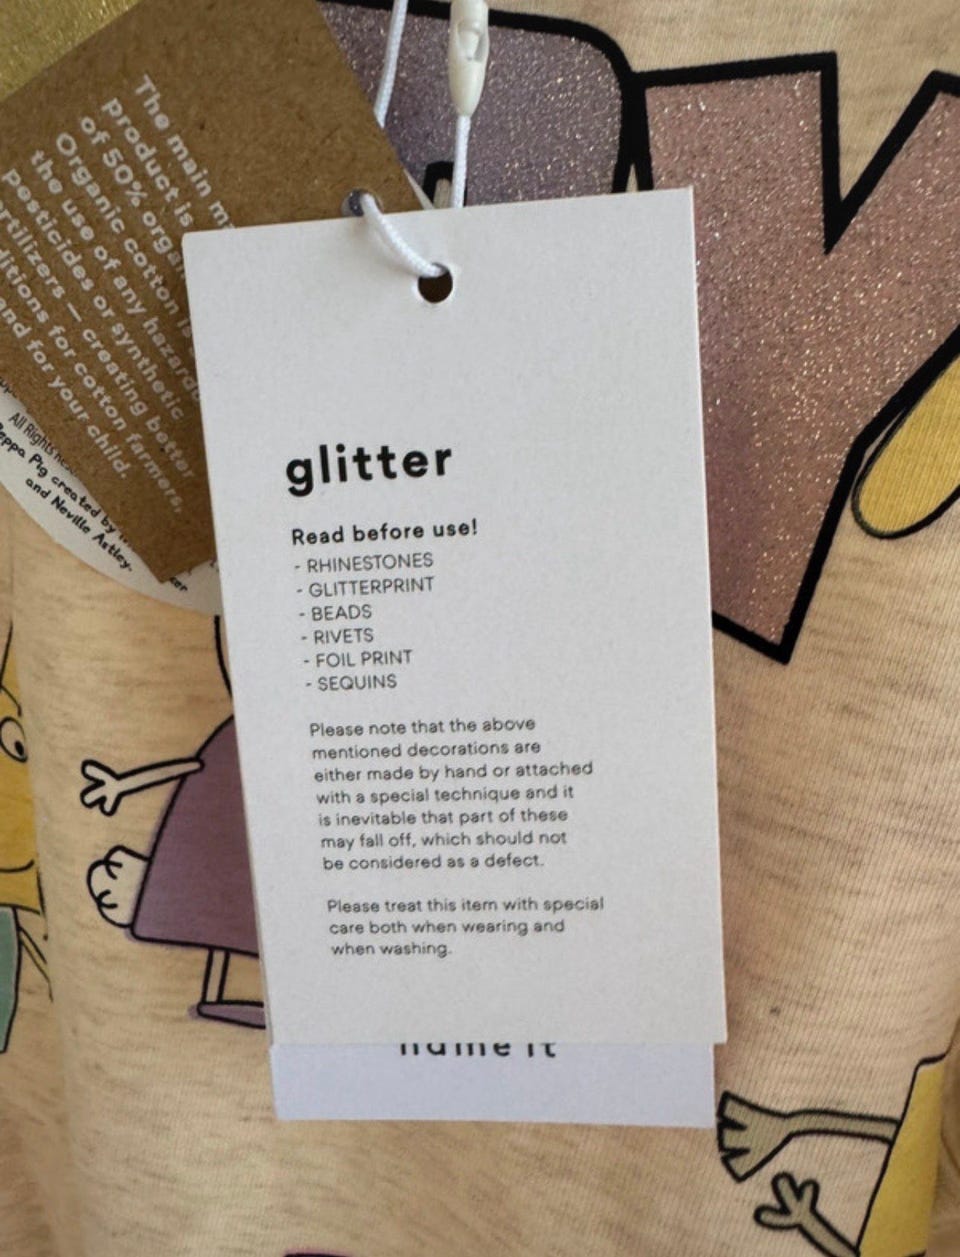 The main
product is
of 50% orga
Organic cotton is
the use of any hazard
pesticides or synthetic
rtilizers – creating better
ditions for cotton farmers,
and for your child.
All Rights
Peppa Pig created by
and Neville Astley.
glitter
Read before use!
- RHINESTONES
- GLITTERPRINT
- BEADS
- RIVETS
- FOIL PRINT
- SEQUINS
Please note that the above
mentioned decorations are
either made by hand or attached
with a special technique and it
is inevitable that part of these
may fall off, which should not
be considered as a defect.
Please treat this item with special
care both when wearing and
when washing.
name it